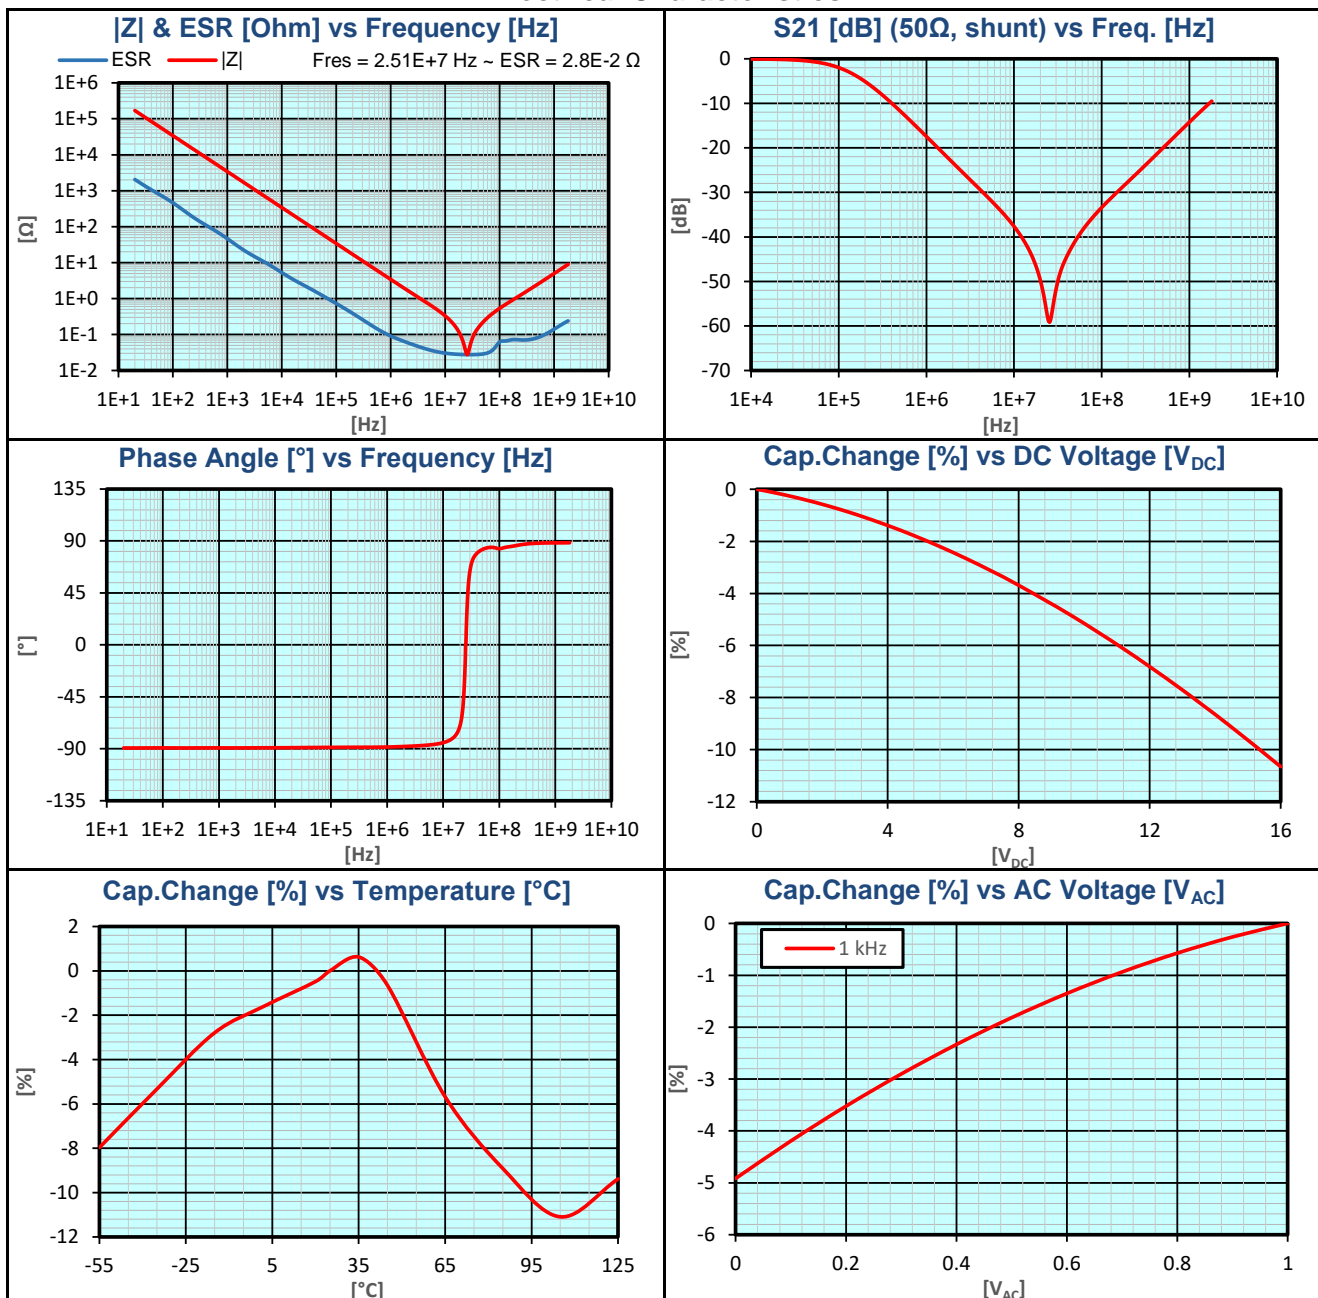 |Z| & ESR [Ohm] vs Frequency [Hz]
ESR |Z| Fres = 2.51E+7 Hz ~ ESR = 2.8E-2 Ω
1E+6
1E+5
1E+4
1E+3
1E+2
1E+1
1E+0
1E-1
1E-2
[Ω]
1E+1 1E+2 1E+3 1E+4 1E+5 1E+6 1E+7 1E+8 1E+9 1E+10
[Hz]
S21 [dB] (50Ω, shunt) vs Freq. [Hz]
0
-10
-20
-30
-40
-50
-60
-70
[dB]
1E+4 1E+5 1E+6 1E+7 1E+8 1E+9 1E+10
[Hz]
Phase Angle [°] vs Frequency [Hz]
135
90
45
0
-45
-90
-135
[°]
1E+1 1E+2 1E+3 1E+4 1E+5 1E+6 1E+7 1E+8 1E+9 1E+10
[Hz]
Cap.Change [%] vs DC Voltage [VDC]
0
-2
-4
-6
-8
-10
-12
[%]
0 4 8 12 16
[VDC]
Cap.Change [%] vs Temperature [°C]
2
0
-2
-4
-6
-8
-10
-12
[%]
-55 -25 5 35 65 95 125
[°C]
Cap.Change [%] vs AC Voltage [VAC]
1 kHz
0
-1
-2
-3
-4
-5
-6
[%]
0 0.2 0.4 0.6 0.8 1
[VAC]